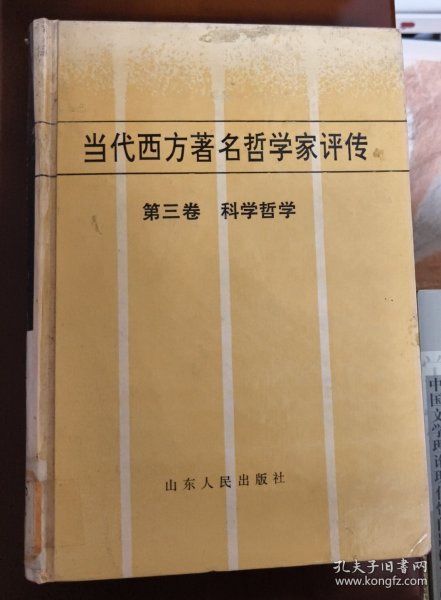 当代西方著名哲学家评传
第三卷 科学哲学
山东人民出版社
孔夫子旧书网
www.kongfz.com